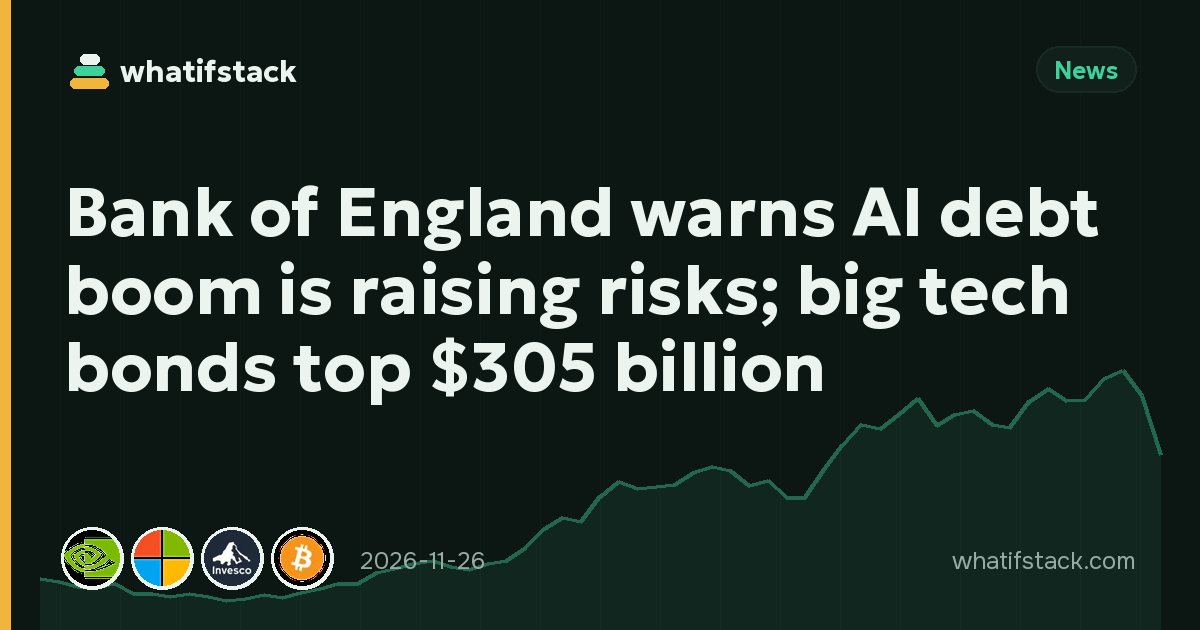 whatifstack
News
Bank of England warns AI debt
boom is raising risks; big tech
bonds top $305 billion
Invesco
2026-11-26
whatifstack.com